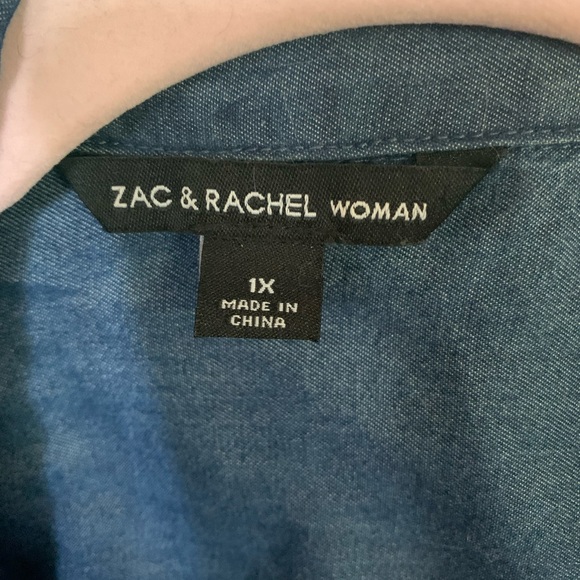 ZAC & RACHEL WOMAN
1X
MADE IN
CHINA